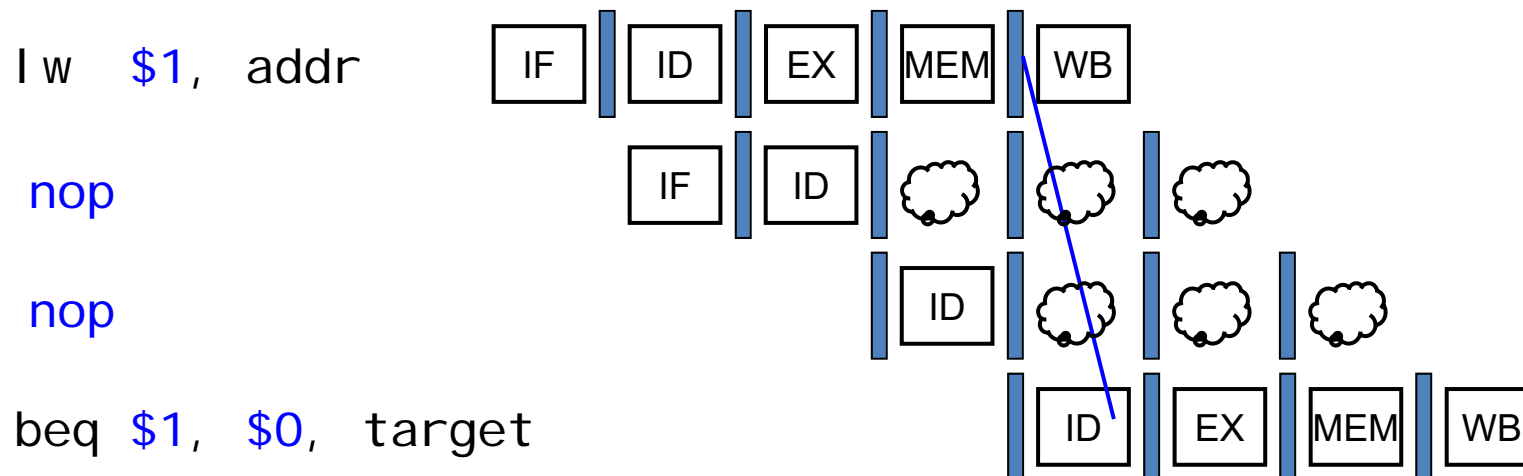 lw $1, addr IF ID EX MEM WB
nop IF ID
nop ID
beq $1, $0, target ID EX MEM WB